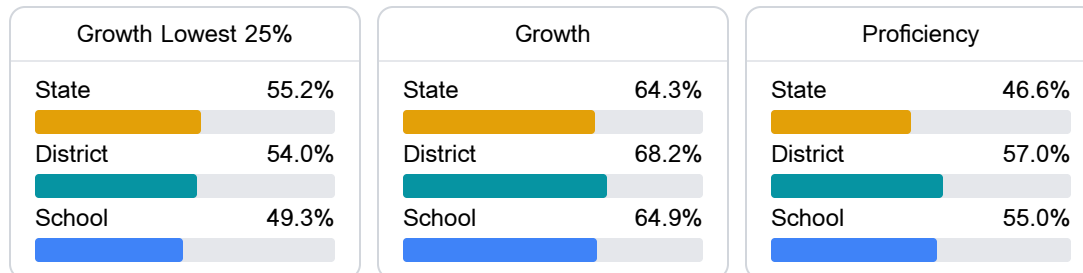 Growth Lowest 25%
State 55.2%
District 54.0%
School 49.3%
Growth
State 64.3%
District 68.2%
School 64.9%
Proficiency
State 46.6%
District 57.0%
School 55.0%